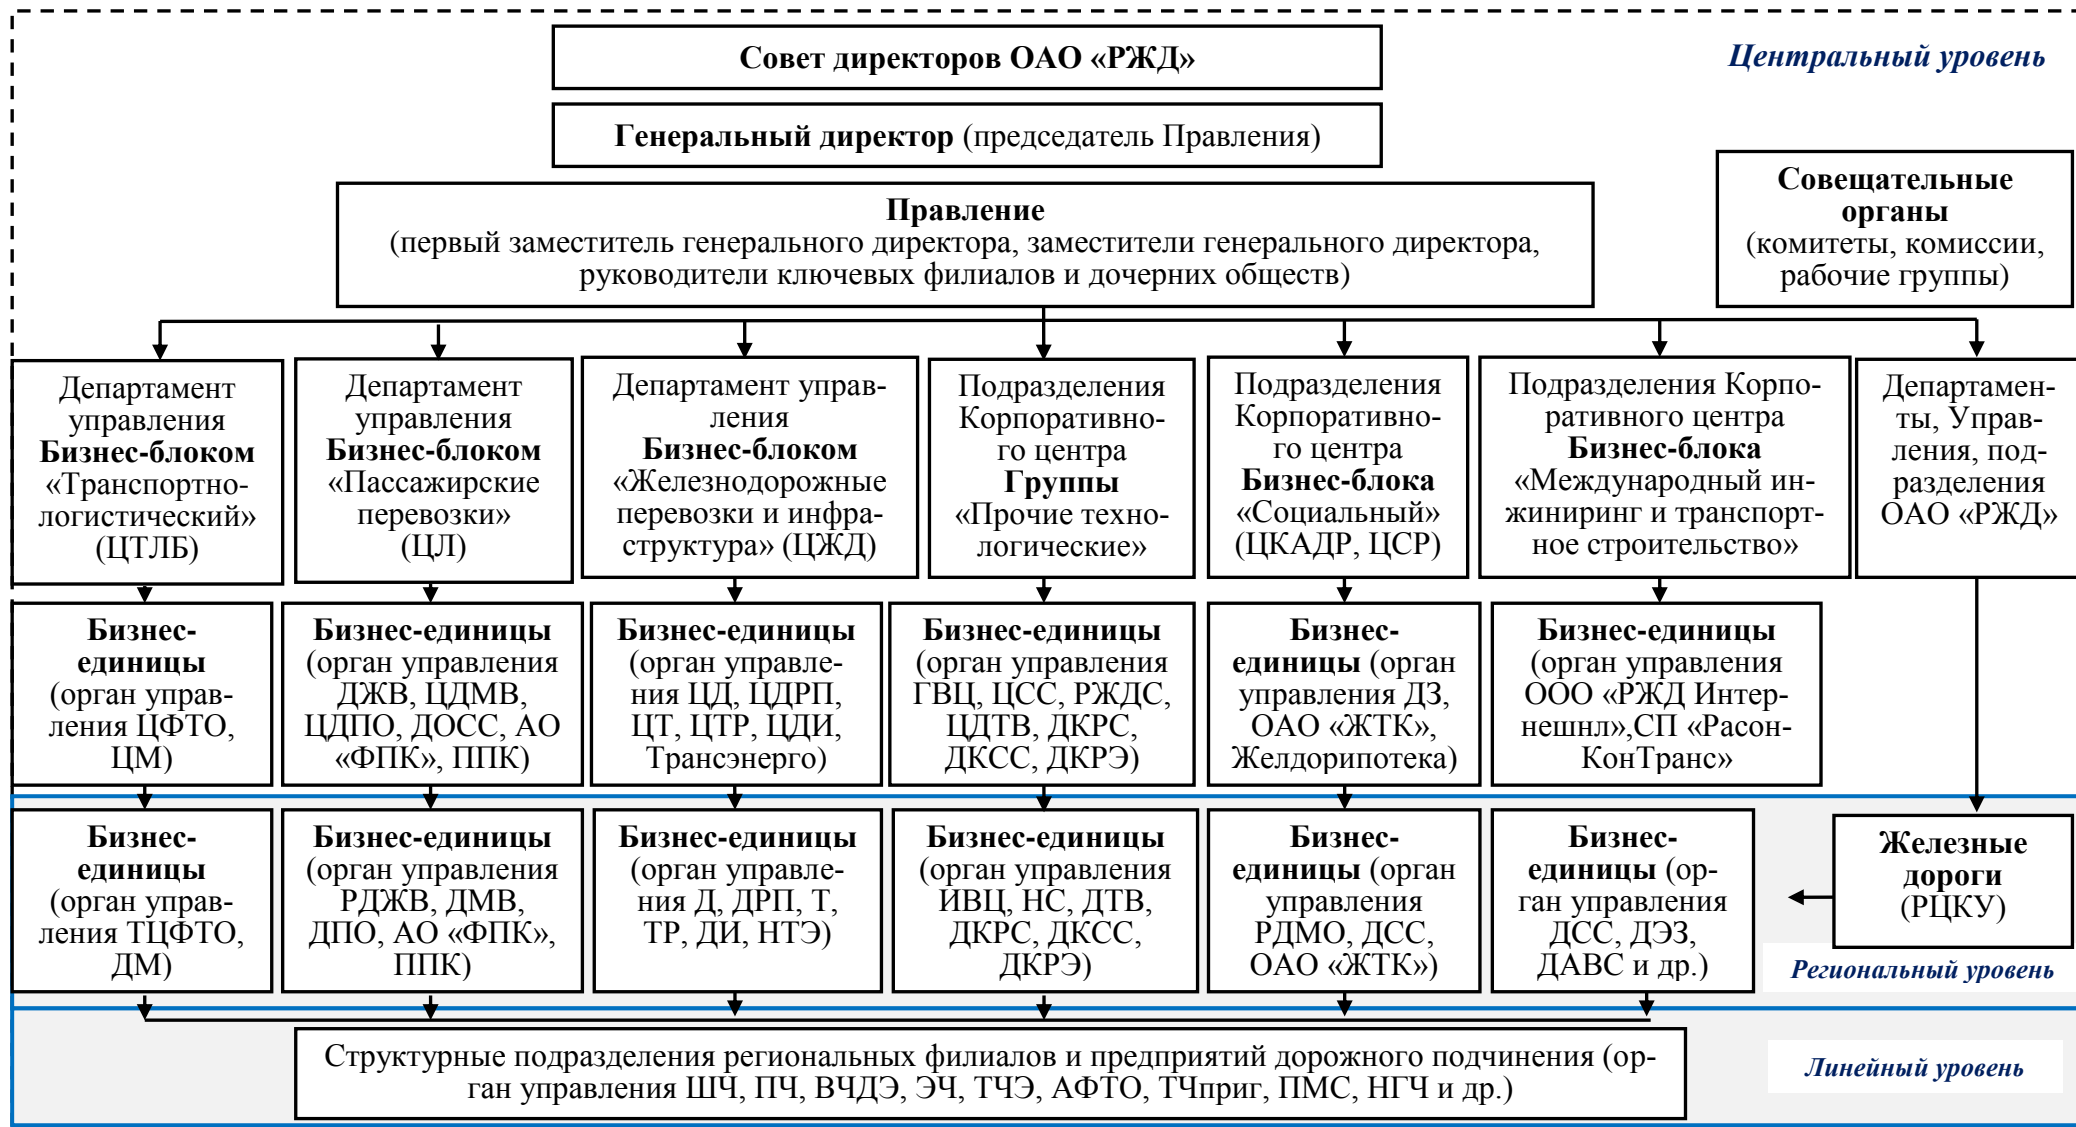 Совет директоров ОАО «РЖД»
Центральный уровень
Генеральный директор (председатель Правления)
Совещательные
органы
(комитеты, комиссии,
рабочие группы)
Правление
(первый заместитель генерального директора, заместители генерального директора,
руководители ключевых филиалов и дочерних обществ)
Департамент
управления
Бизнес-блоком
«Транспортно-
логистический»
(ЦТЛБ)
Департамент
управления
Бизнес-блоком
«Пассажирские
перевозки»
(ЦЛ)
Департамент управ-
ления
Бизнес-блоком
«Железнодорожные
перевозки и инфра-
структура» (ЦЖД)
Подразделения
Корпоративно-
го центра
Группы
«Прочие техно-
логические»
Подразделения
Корпоративно-
го центра
Бизнес-блока
«Социальный»
(ЦКАДР, ЦСР)
Подразделения Корпо-
ративного центра
Бизнес-блока
«Международный ин-
жиниринг и транспорт-
ное строительство»
Департамен-
ты, Управ-
ления, под-
разделения
ОАО «РЖД»
Бизнес-
единицы
(орган управ-
ления ЦФТО,
ЦМ)
Бизнес-единицы
(орган управления
ДЖВ, ЦДМВ,
ЦДПО, ДОСС, АО
«ФПК», ППК)
Бизнес-единицы
(орган управле-
ния ЦД, ЦДРП,
ЦТ, ЦТР, ЦДИ,
Трансэнерго)
Бизнес-единицы
(орган управления
ГВЦ, ЦСС, РЖДС,
ЦДТВ, ДКРС,
ДКСС, ДКРЭ)
Бизнес-
единицы (орган
управления ДЗ,
ОАО «ЖТК»,
Желдорипотека)
Бизнес-единицы
(орган управления
ООО «РЖД Интер-
нешнл»,СП «Расон-
КонТранс»
Бизнес-
единицы
(орган управ-
ления ТЦФТО,
ДМ)
Бизнес-единицы
(орган управления
РДЖВ, ДМВ,
ДПО, АО «ФПК»,
ППК)
Бизнес-единицы
(орган управле-
ния Д, ДРП, Т,
ТР, ДИ, НТЭ)
Бизнес-единицы
(орган управления
ИВЦ, НС, ДТВ,
ДКРС, ДКСС,
ДКРЭ)
Бизнес-
единицы (орган
управления
РДМО, ДСС,
ОАО «ЖТК»)
Бизнес-
единицы (ор-
ган управления
ДСС, ДЭЗ,
ДАВС и др.)
Железные
дороги
(РЦКУ)
Региональный уровень
Структурные подразделения региональных филиалов и предприятий дорожного подчинения (ор-
ган управления ШЧ, ПЧ, ВЧДЭ, ЭЧ, ТЧЭ, АФТО, ТЧприг, ПМС, НГЧ и др.)
Линейный уровень